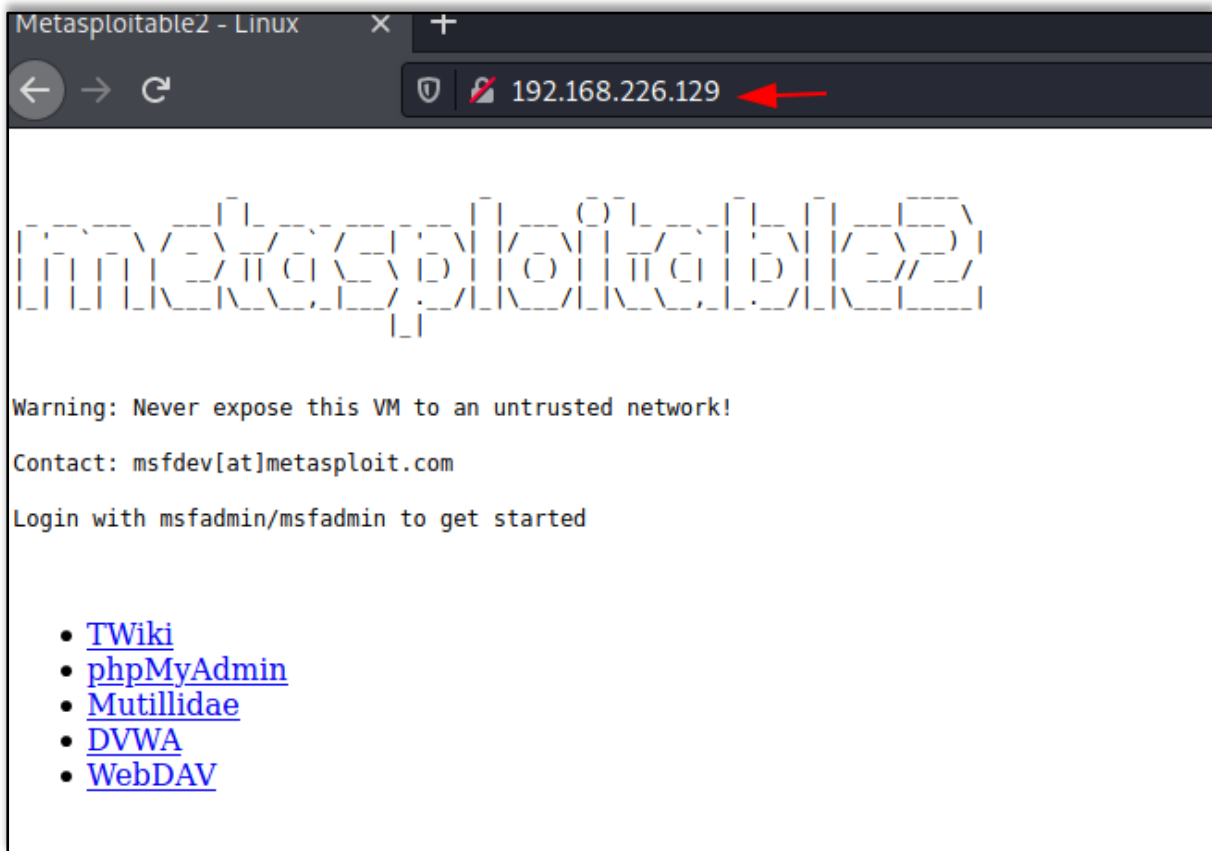 Metasploitable2 - Linux
192.168.226.129
metasploitable2
Warning: Never expose this VM to an untrusted network!
Contact: msfdev[at]metasploit.com
Login with msfadmin/msfadmin to get started
TWiki
phpMyAdmin
Mutillidae
DVWA
WebDAV